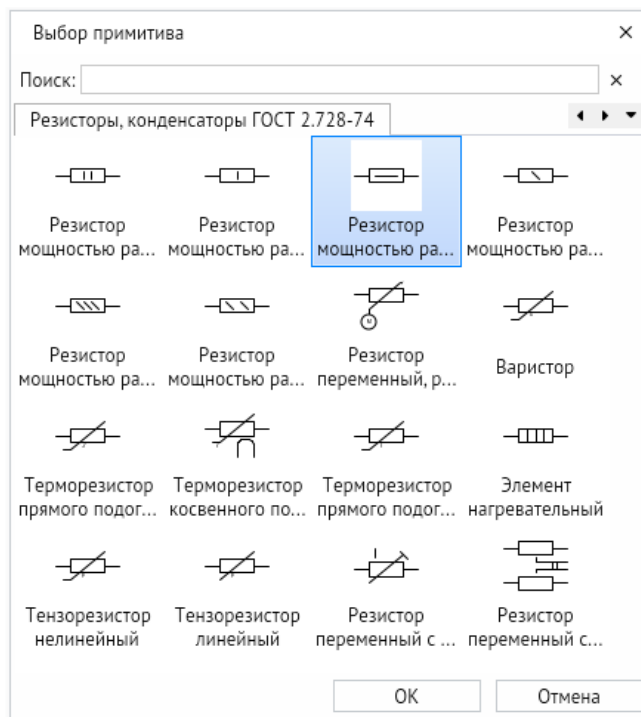 Выбор примитива
Поиск:
Резисторы, конденсаторы ГОСТ 2.728-74
Резистор мощностью ра...
Резистор мощностью ра...
Резистор мощностью ра...
Резистор мощностью ра...
Резистор мощностью ра...
Резистор мощностью ра...
Резистор переменный, р...
Варистор
Терморезистор прямого подог...
Терморезистор косвенного по...
Терморезистор прямого подог...
Элемент нагревательный
Тензорезистор нелинейный
Тензорезистор линейный
Резистор переменный с ...
Резистор переменный с...
ОК
Отмена